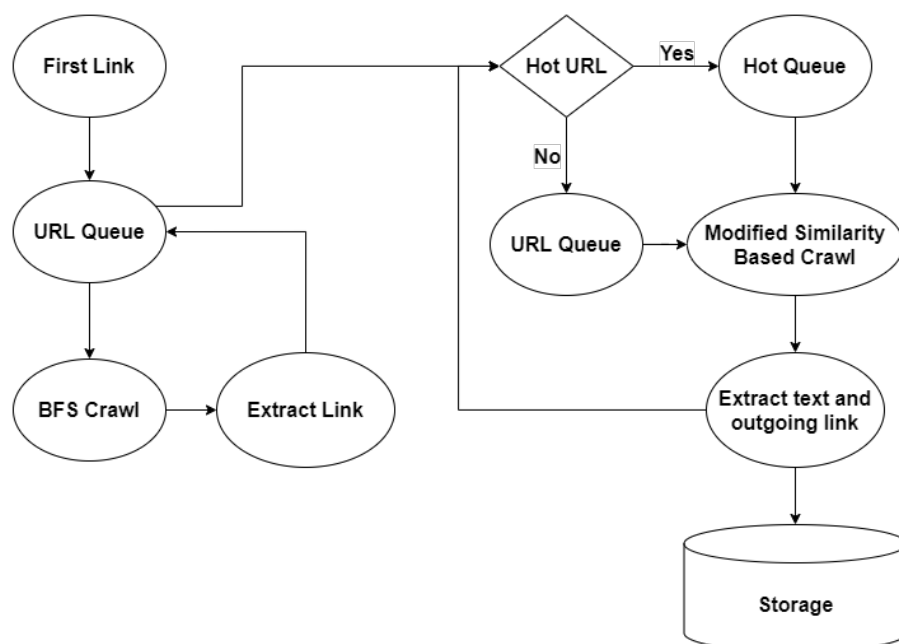 First Link
URL Queue
BFS Crawl
Extract Link
Hot URL
Yes
Hot Queue
No
URL Queue
Modified Similarity
Based Crawl
Extract text and
outgoing link
Storage